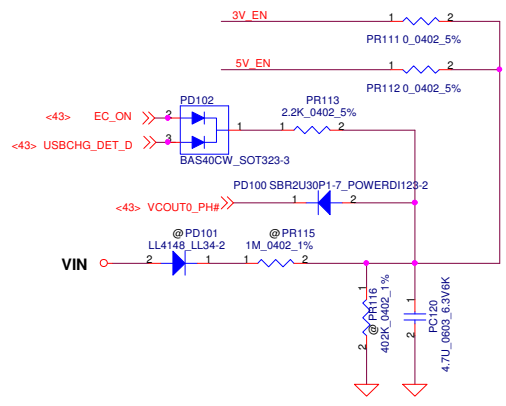 3V_EN
1 2
PR111 0_0402_5%
5V_EN
1 2
PR112 0_0402_5%
PD102
PR113
2.2K_0402_5%
<43> EC_ON 2
1 1 2
<43> USBCHG_DET_D 3
BAS40CW_SOT323-3
PD100 SBR2U30P1-7_POWERDI123-2
<43> VCOUT0_PH# 1 2
@PD101
LL4148_LL34-2
@PR115
1M_0402_1%
VIN 2 1 1 2
1 2
@PR116
402K_0402_1%
1 2
PC120
4.7U_0603_6.3V6K